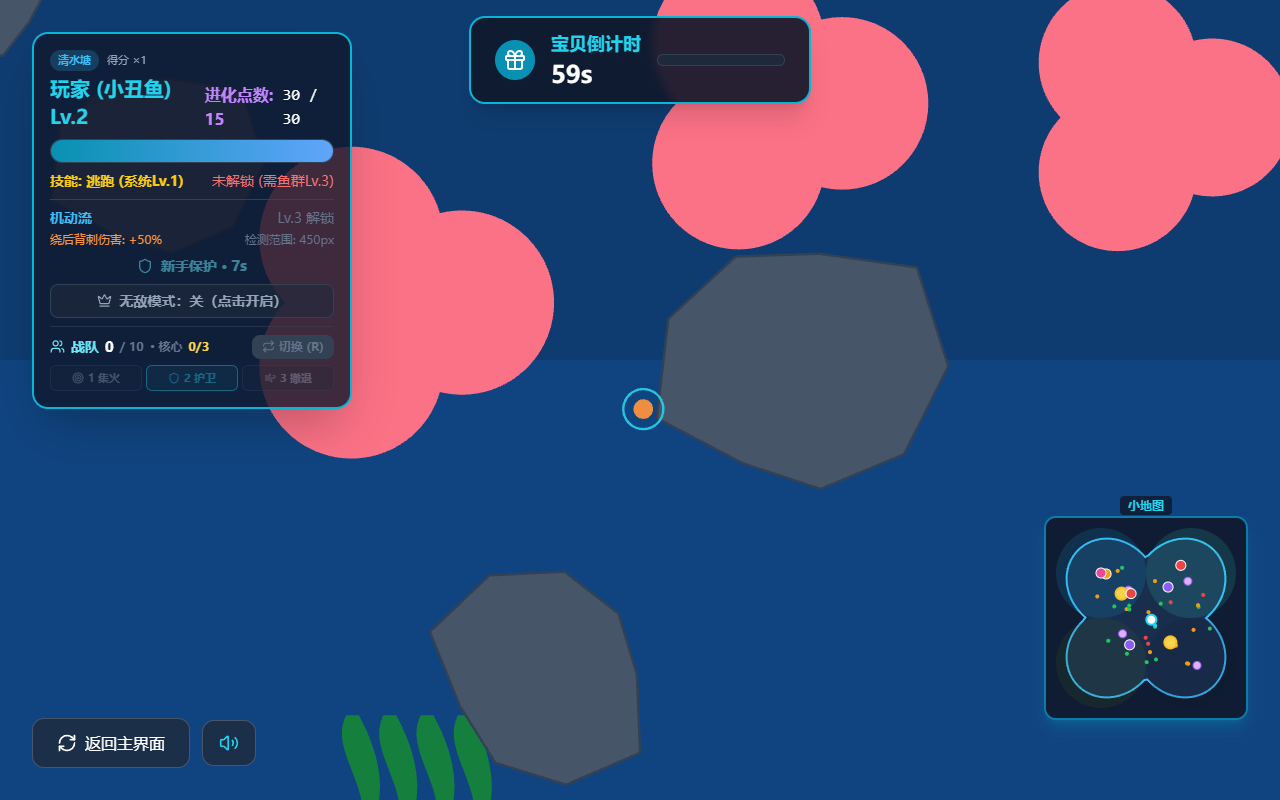 清水塘 得分 ×1
玩家 (小丑鱼) Lv.2
进化点数: 15
30 / 30
技能: 逃跑 (系统Lv.1) 未解锁 (需鱼群Lv.3)
机动流 Lv.3 解锁
绕后背刺伤害: +50% 检测范围: 450px
新手保护 • 7s
无敌模式：关（点击开启）
战队 0 / 10 • 核心 0/3 切换 (R)
1 集火 2 护卫 3 撤退
宝贝倒计时
59s
小地图
返回主界面